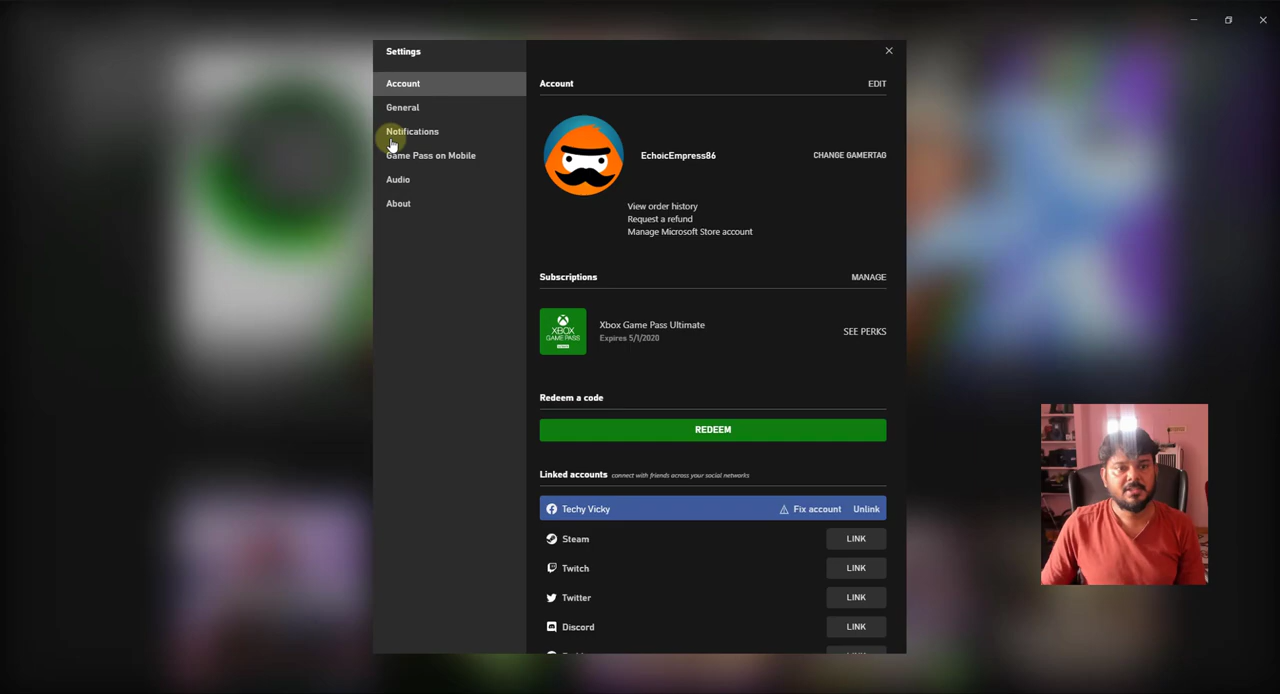 Settings
Account
General
Notifications
Game Pass on Mobile
Audio
About
Account EDIT
EchoicEmpress86 CHANGE GAMERTAG
View order history
Request a refund
Manage Microsoft Store account
Subscriptions MANAGE
XBOX
GAME PASS
Xbox Game Pass Ultimate
Expires 5/1/2020
SEE PERKS
Redeem a code
REDEEM
Linked accounts connect with friends across your social networks
Techy Vicky Fix account Unlink
Steam LINK
Twitch LINK
Twitter LINK
Discord LINK